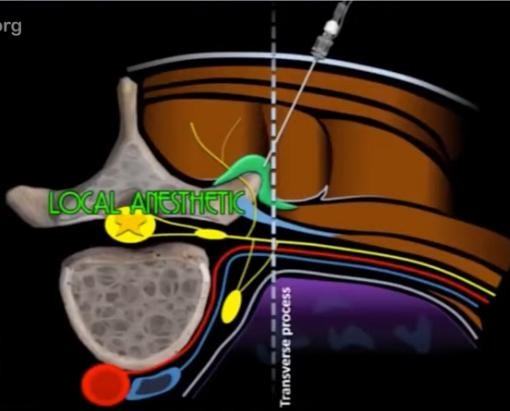 org
LOCAL ANESTHETIC
Transverse process